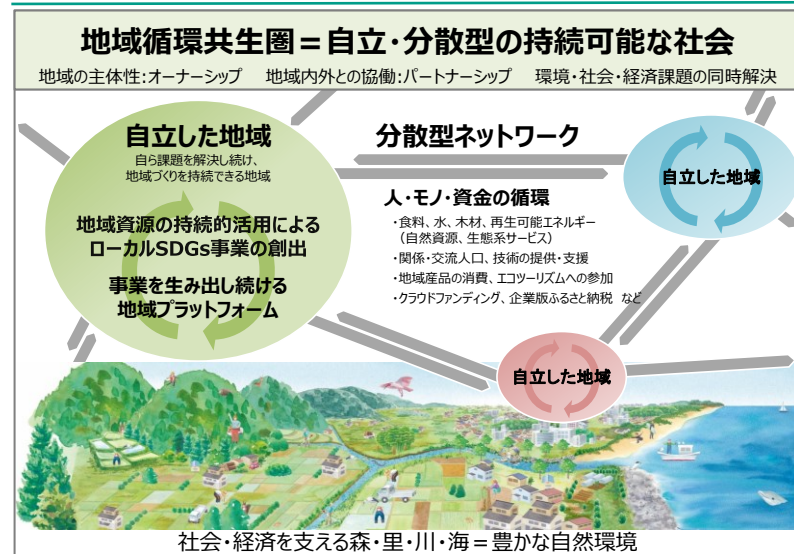 地域循環共生圏＝自立・分散型の持続可能な社会
地域の主体性:オーナーシップ 地域内外との協働:パートナーシップ 環境・社会・経済課題の同時解決
自立した地域
自ら課題を解決し続け、
地域づくりを持続できる地域
地域資源の持続的活用による
ローカルSDGs事業の創出
事業を生み出し続ける
地域プラットフォーム
分散型ネットワーク
人・モノ・資金の循環
・食料、水、木材、再生可能エネルギー
（自然資源、生態系サービス）
・関係・交流人口、技術の提供・支援
・地域産品の消費、エコツーリズムへの参加
・クラウドファンディング、企業版ふるさと納税 など
自立した地域
自立した地域
社会・経済を支える森・里・川・海＝豊かな自然環境